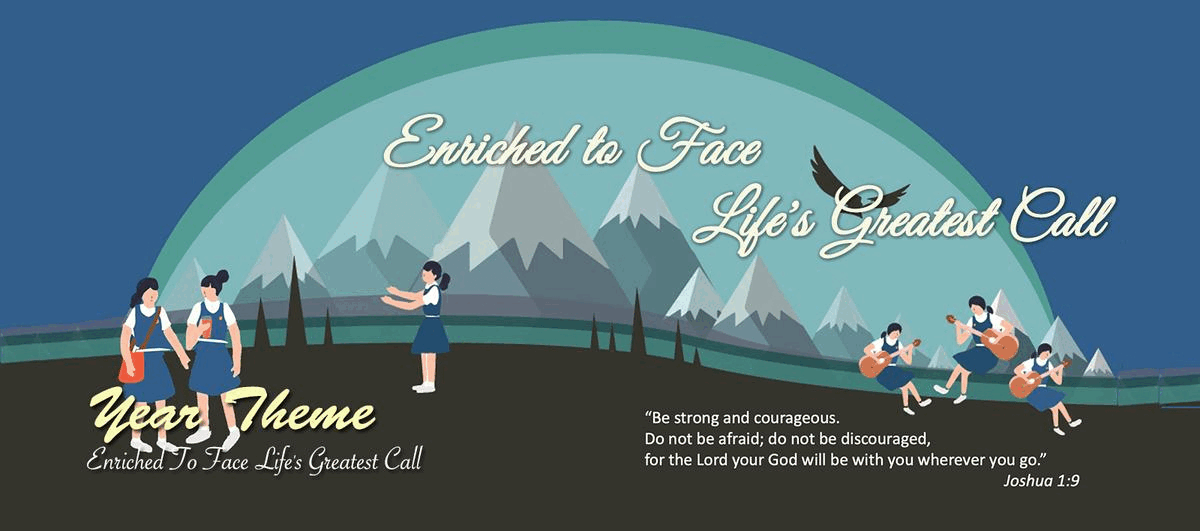 Enriched to Face
Life's Greatest Call
Year Theme
Enriched To Face Life's Greatest Call
“Be strong and courageous.
Do not be afraid; do not be discouraged,
for the Lord your God will be with you wherever you go.”
Joshua 1:9